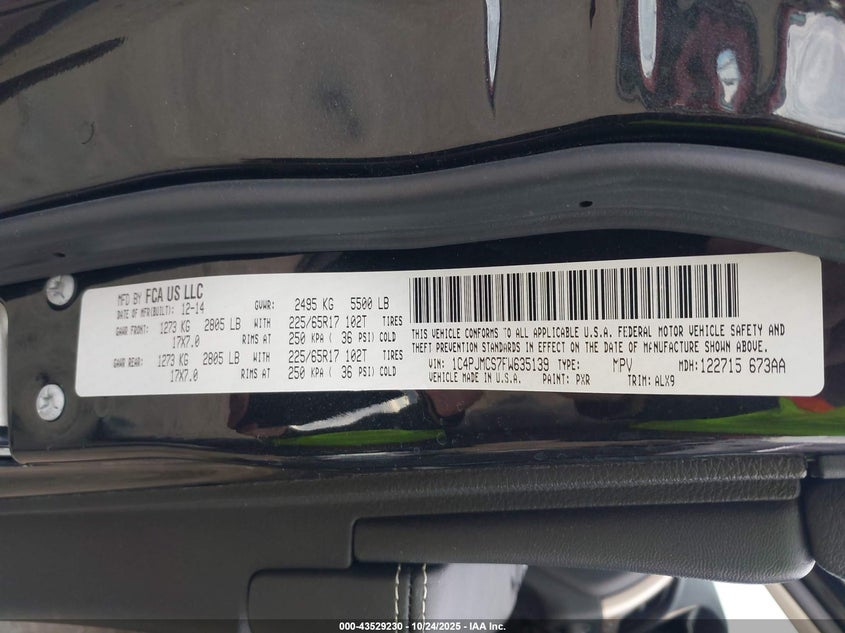 MFD BY FCA US LLC
DATE OF MFR(BUILT): 12-14 GVWR: 2495 KG 5500 LB
GAWR FRONT: 1273 KG 2805 LB WITH 225/65R17 102T TIRES
17X7.0 RIMS AT 250 KPA ( 36 PSI) COLD
GAWR REAR: 1273 KG 2805 LB WITH 225/65R17 102T TIRES
17X7.0 RIMS AT 250 KPA ( 36 PSI) COLD
THIS VEHICLE CONFORMS TO ALL APPLICABLE U.S.A. FEDERAL MOTOR VEHICLE SAFETY AND
THEFT PREVENTION STANDARDS IN EFFECT ON THE DATE OF MANUFACTURE SHOWN ABOVE.
VIN: 1C4PJMCS7FW635139 TYPE: MPV MDH: 122715 673AA
VEHICLE MADE IN U.S.A. PAINT: PXR TRIM: ALX9
000-43529230 - 10/24/2025 - IAA Inc.